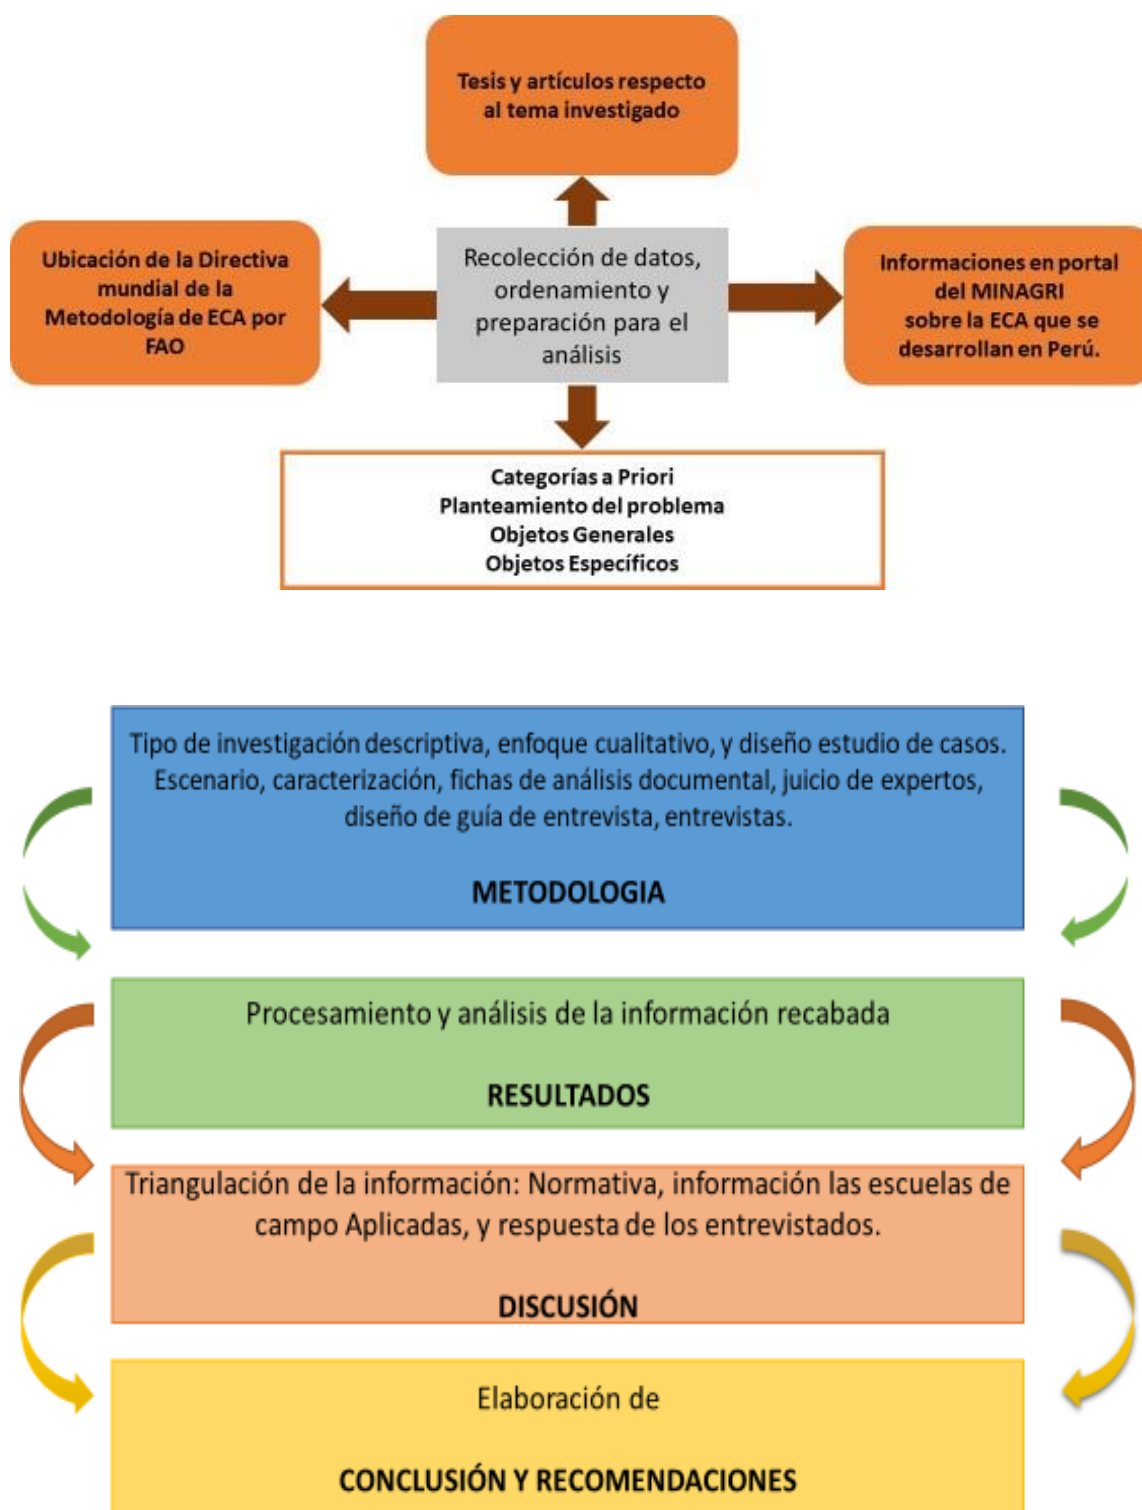 Tesis y artículos respecto
al tema investigado
Ubicación de la Directiva
mundial de la
Metodología de ECA por
FAO
Recolección de datos,
ordenamiento y
preparación para el
análisis
Informaciones en portal
del MINAGRI
sobre la ECA que se
desarrollan en Perú.
Categorías a Priori
Planteamiento del problema
Objetos Generales
Objetos Específicos
Tipo de investigación descriptiva, enfoque cualitativo, y diseño estudio de casos.
Escenario, caracterización, fichas de análisis documental, juicio de expertos,
diseño de guía de entrevista, entrevistas.
METODOLOGIA
Procesamiento y análisis de la información recabada
RESULTADOS
Triangulación de la información: Normativa, información las escuelas de
campo Aplicadas, y respuesta de los entrevistados.
DISCUSIÓN
Elaboración de
CONCLUSIÓN Y RECOMENDACIONES